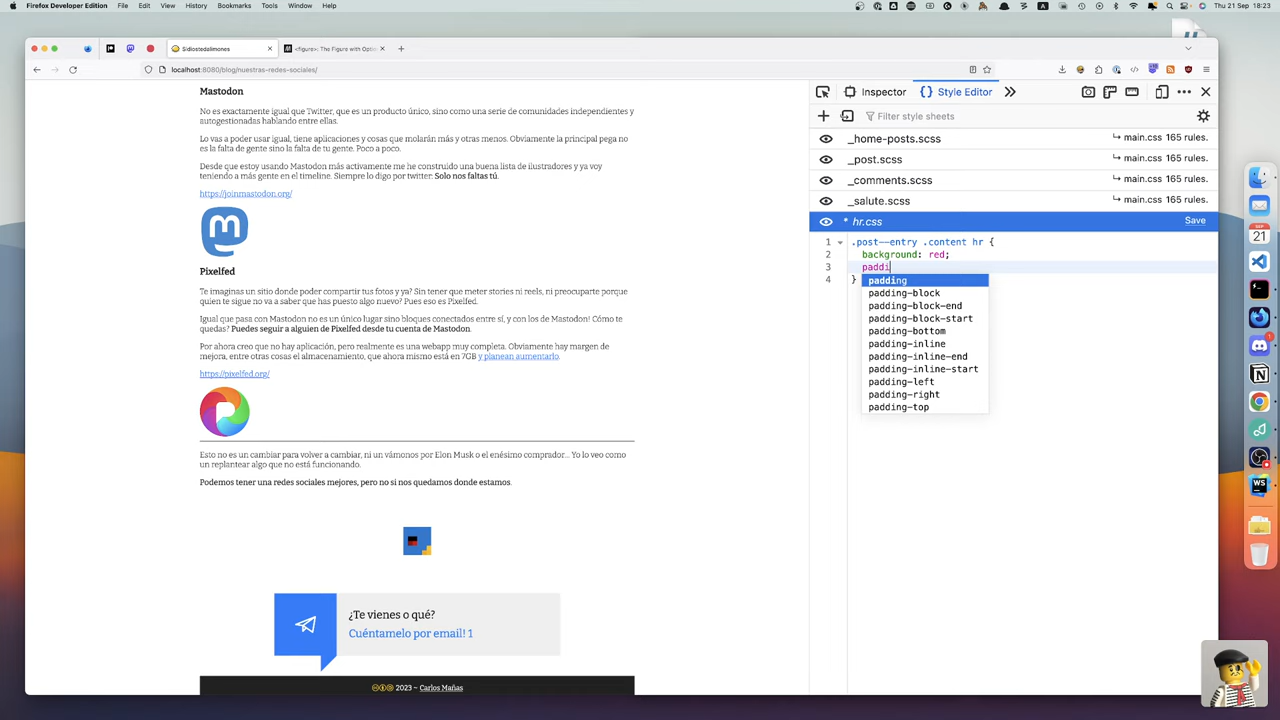 Firefox Developer Edition File Edit View History Bookmarks Tools Window Help
Thu 21 Sep 18:23
Sidiostedalimones
<figure>: The Figure with Optio
localhost:8080/blog/nuestras-redes-sociales/
Mastodon
No es exactamente igual que Twitter, que es un producto único, sino como una serie de comunidades independientes y
autogestionadas hablando entre ellas.
Lo vas a poder usar igual, tiene aplicaciones y cosas que molarán más y otras menos. Obviamente la principal pega no
es la falta de gente sino la falta de tu gente. Poco a poco.
Desde que estoy usando Mastodon más activamente me he construido una buena lista de ilustradores y ya voy
teniendo a más gente en el timeline. Siempre lo digo por twitter: Solo nos faltas tú.
https://joinmastodon.org/
Pixelfed
Te imaginas un sitio donde poder compartir tus fotos y ya? Sin tener que meter stories ni reels, ni preocuparte porque
quien te sigue no va a saber que has puesto algo nuevo? Pues eso es Pixelfed.
Igual que pasa con Mastodon no es un único lugar sino bloques conectados entre sí, y con los de Mastodon! Cómo te
quedas? Puedes seguir a alguien de Pixelfed desde tu cuenta de Mastodon.
Por ahora creo que no hay aplicación, pero realmente es una webapp muy completa. Obviamente hay margen de
mejora, entre otras cosas el almacenamiento, que ahora mismo está en 7GB y planean aumentarlo.
https://pixelfed.org/
Esto no es un cambiar para volver a cambiar, ni un vámonos por Elon Musk o el enésimo comprador... Yo lo veo como
un replantear algo que no está funcionando.
Podemos tener una redes sociales mejores, pero no si nos quedamos donde estamos.
¿Te vienes o qué?
Cuéntamelo por email! 1
2023 ~ Carlos Mañas
Inspector
{} Style Editor
Filter style sheets
_home-posts.scss
main.css 165 rules.
_post.scss
main.css 165 rules.
_comments.scss
main.css 165 rules.
_salute.scss
main.css 165 rules.
* hr.css
Save
1 .post--entry .content hr {
2 background: red;
3 paddi
4 }
padding
padding-block
padding-block-end
padding-block-start
padding-bottom
padding-inline
padding-inline-end
padding-inline-start
padding-left
padding-right
padding-top
SEP
21
WS